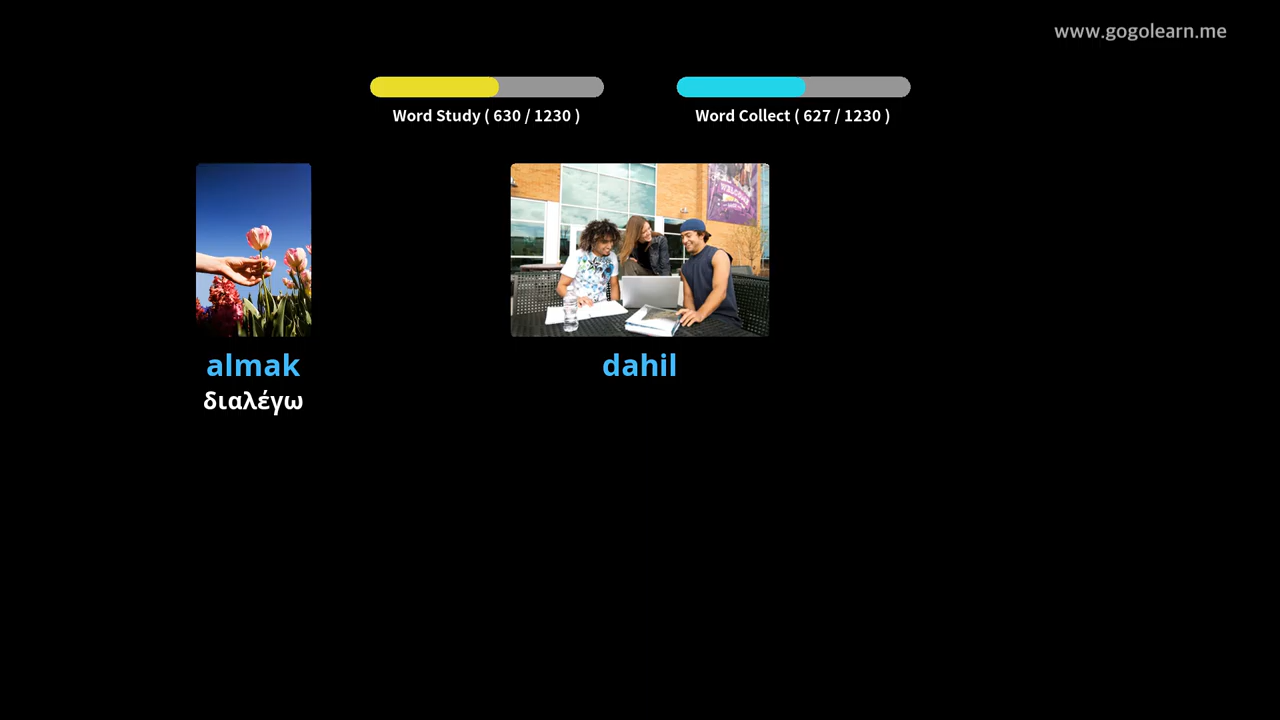 www.gogolearn.me
Word Study ( 630 / 1230 )
Word Collect ( 627 / 1230 )
almak
διαλέγω
dahil